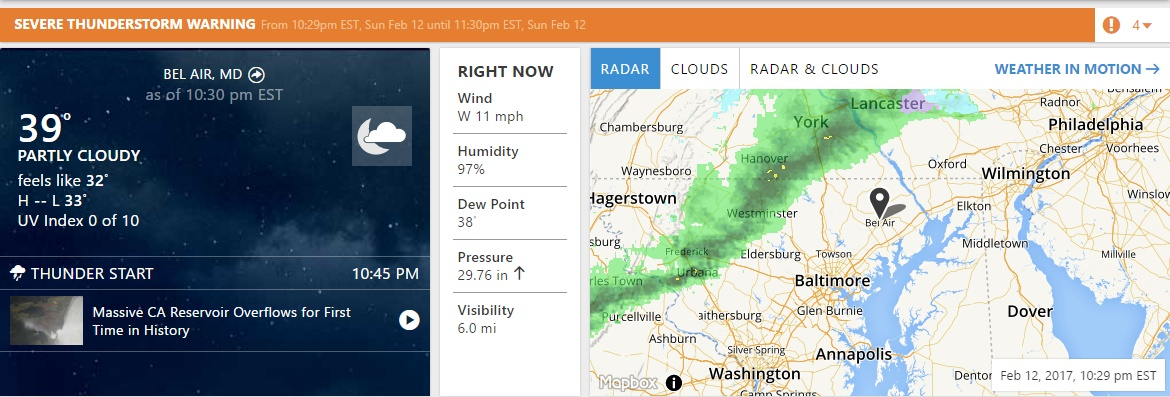 SEVERE THUNDERSTORM WARNING From 10:29pm EST, Sun Feb 12 until 11:30pm EST, Sun Feb 12
4
BEL AIR, MD
as of 10:30 pm EST
39°
PARTLY CLOUDY
feels like 32°
H -- L 33°
UV Index 0 of 10
THUNDER START 10:45 PM
Massive CA Reservoir Overflows for First
Time in History
RIGHT NOW
Wind
W 11 mph
Humidity
97%
Dew Point
38°
Pressure
29.76 in ↑
Visibility
6.0 mi
RADAR CLOUDS RADAR & CLOUDS WEATHER IN MOTION →
Bensalem
Lancaster
Radnor
York
Philadelphia
Chambersburg
Chester
Voorhees
Hanover
Oxford
Waynesboro
Wilmington
Hagerstown
Elkton
Winslow
Westminster
Bel Air
sburg
Middletown
Frederick
Eldersburg
Towson
Millville
Urbana
rles Town
Baltimore
Purcellville
aithersburg
Glen Burnie
Dover
Ashburn
Silver Spring
Annapolis
Washington
Denton
Camp Springs
Mapbox
Feb 12, 2017, 10:29 pm EST